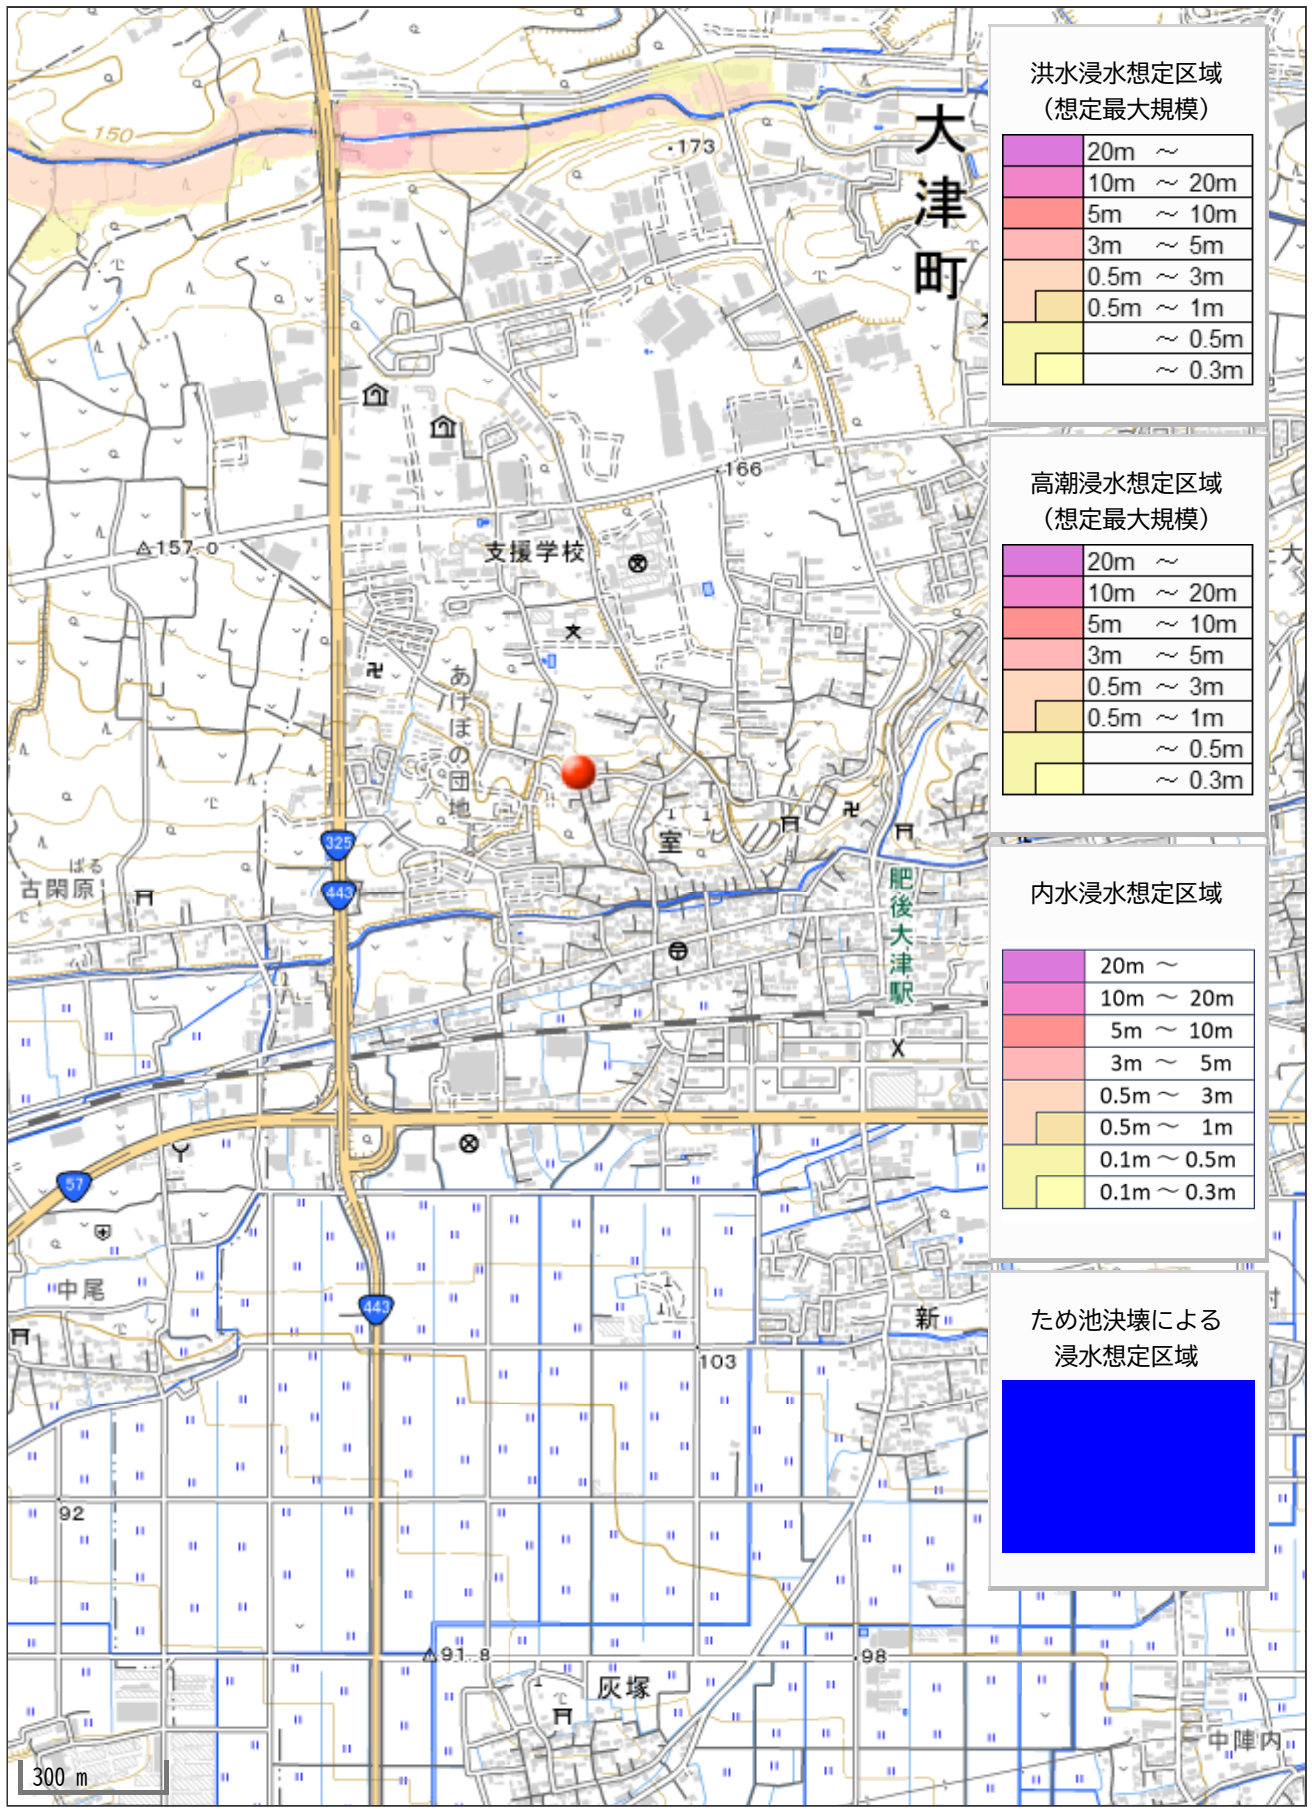 大津町
150
・173
・166
△157.0
支援学校
あけぼの団地
室
325
443
ばる
古閑原
肥後大津駅
57
中尾
443
新
103
92
△91.8
98
灰塚
中陣内
300 m
大
村
洪水浸水想定区域
（想定最大規模）
20m ～
10m ～ 20m
5m ～ 10m
3m ～ 5m
0.5m ～ 3m
0.5m ～ 1m
～ 0.5m
～ 0.3m
高潮浸水想定区域
（想定最大規模）
20m ～
10m ～ 20m
5m ～ 10m
3m ～ 5m
0.5m ～ 3m
0.5m ～ 1m
～ 0.5m
～ 0.3m
内水浸水想定区域
20m ～
10m ～ 20m
5m ～ 10m
3m ～ 5m
0.5m ～ 3m
0.5m ～ 1m
0.1m ～ 0.5m
0.1m ～ 0.3m
ため池決壊による
浸水想定区域